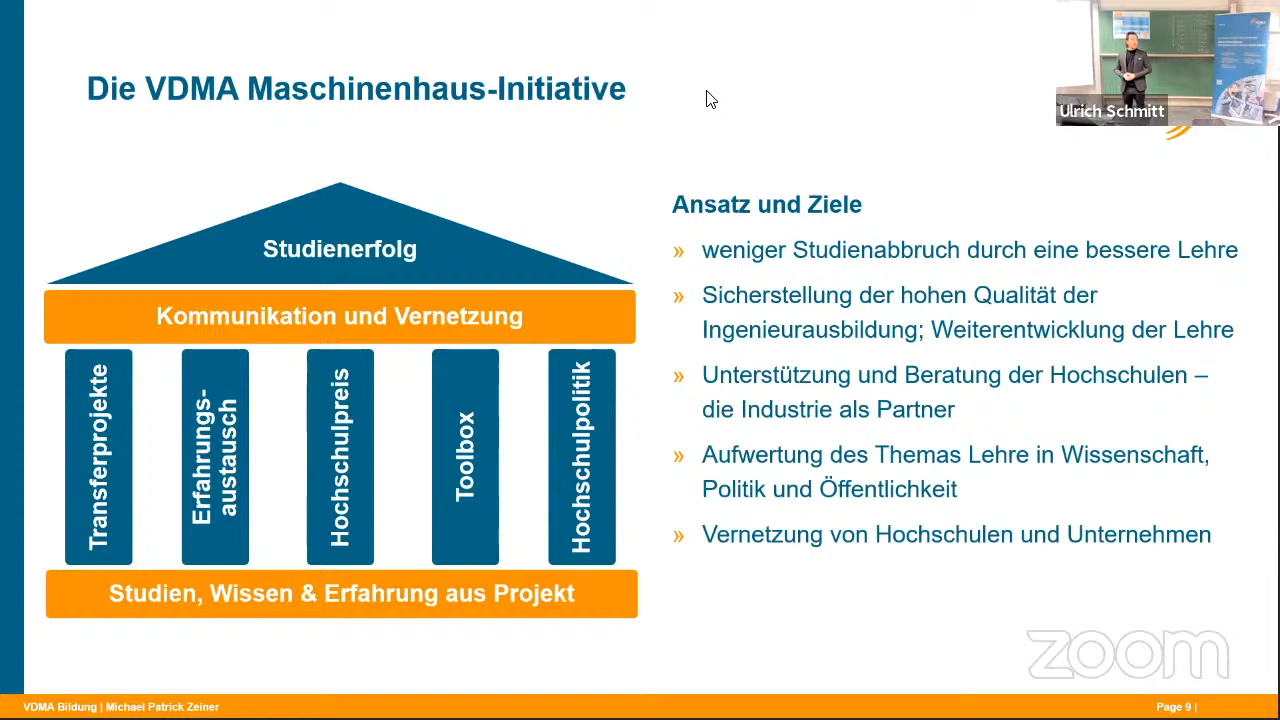 Die VDMA Maschinenhaus-Initiative
Ulrich Schmitt
Studienerfolg
Kommunikation und Vernetzung
Transferprojekte
Erfahrungs-
austausch
Hochschulpreis
Toolbox
Hochschulpolitik
Studien, Wissen & Erfahrung aus Projekt
Ansatz und Ziele
» weniger Studienabbruch durch eine bessere Lehre
» Sicherstellung der hohen Qualität der
Ingenieurausbildung; Weiterentwicklung der Lehre
» Unterstützung und Beratung der Hochschulen –
die Industrie als Partner
» Aufwertung des Themas Lehre in Wissenschaft,
Politik und Öffentlichkeit
» Vernetzung von Hochschulen und Unternehmen
zoom
VDMA Bildung | Michael Patrick Zeiner
Page 9 |